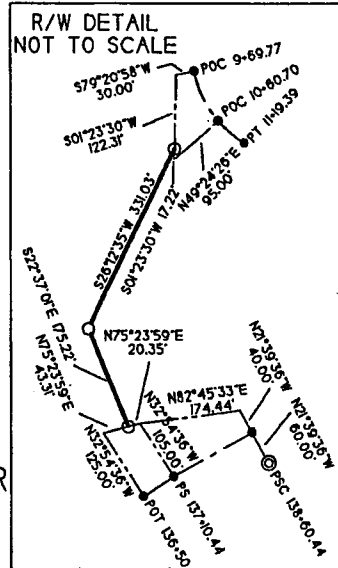 R/W DETAIL
NOT TO SCALE
S79°20'58"W
30.00'
POC 9+69.77
POC 10+60.70
PT 11+19.39
S01°23'30"W
122.31'
N49°24'26"E
95.00'
S26°12'35"W 331.03'
S01°23'30"W 17.22'
S22°37'01"E 175.22'
N75°23'59"E
43.31'
N75°23'59"E
20.35'
N82°45'33"E
174.44'
N21°39'36"W
40.00'
N21°39'36"W
60.00'
N32°54'36"W
125.00'
N32°54'36"W
105.00'
PS 137+10.44
POT 136+50
PSC 138+60.44
R